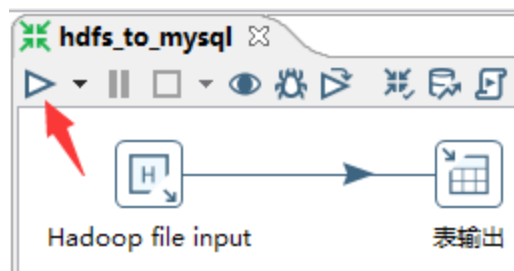 hdfs_to_mysql
H
Hadoop file input
表输出